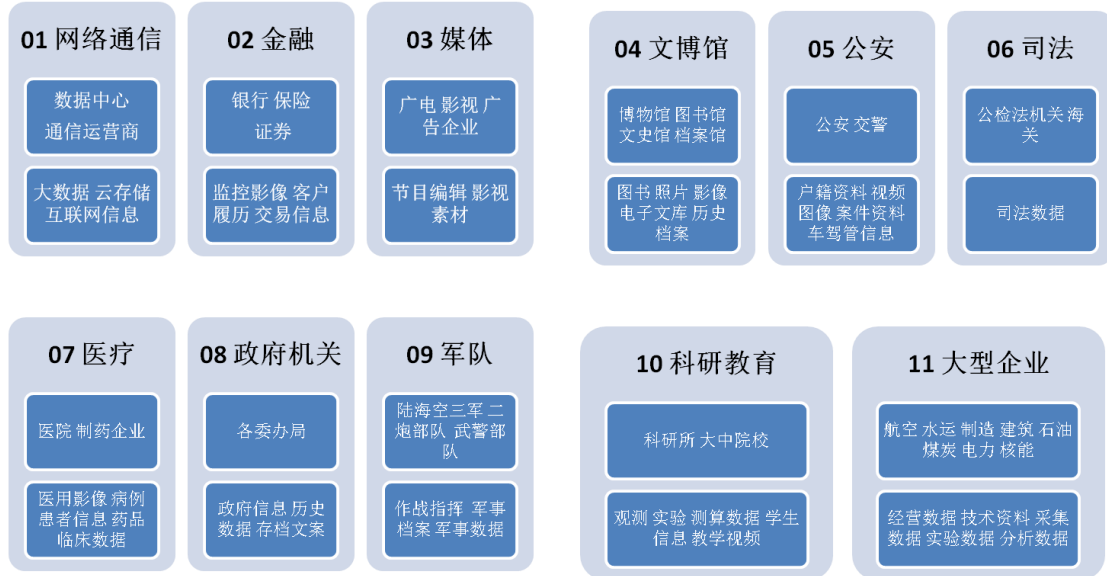 01 网络通信
数据中心
通信运营商
大数据 云存储
互联网信息
02 金融
银行 保险
证券
监控影像 客户
履历 交易信息
03 媒体
广电 影视 广
告企业
节目编辑 影视
素材
04 文博馆
博物馆 图书馆
文史馆 档案馆
图书 照片 影像
电子文库 历史
档案
05 公安
公安 交警
户籍资料 视频
图像 案件资料
车驾管信息
06 司法
公检法机关 海
关
司法数据
07 医疗
医院 制药企业
医用影像 病例
患者信息 药品
临床数据
08 政府机关
各委办局
政府信息 历史
数据 存档文案
09 军队
陆海空三军 二
炮部队 武警部
队
作战指挥 军事
档案 军事数据
10 科研教育
科研所 大中院校
观测 实验 测算数据 学生
信息 教学视频
11 大型企业
航空 水运 制造 建筑 石油
煤炭 电力 核能
经营数据 技术资料 采集
数据 实验数据 分析数据